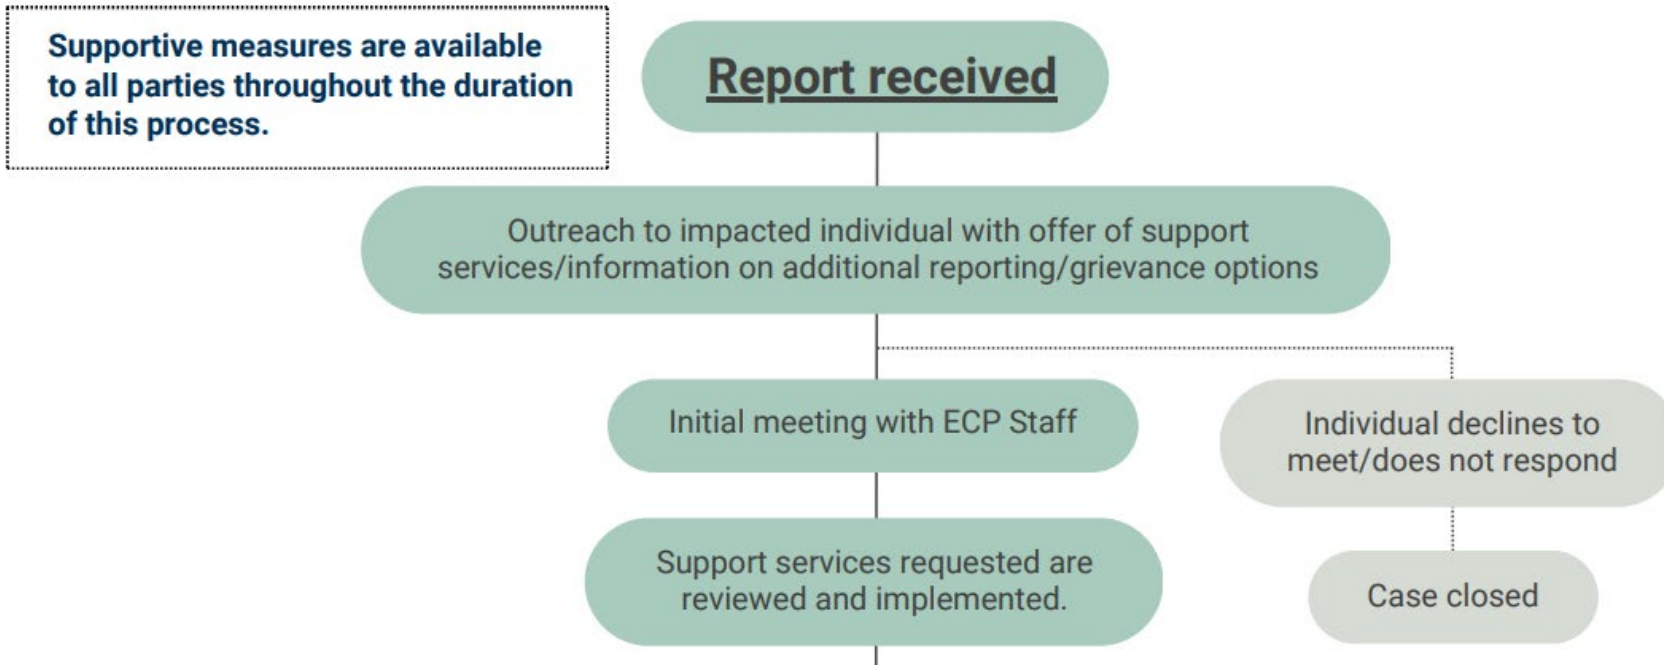 Supportive measures are available
to all parties throughout the duration
of this process.
Report received
Outreach to impacted individual with offer of support
services/information on additional reporting/grievance options
Initial meeting with ECP Staff
Individual declines to
meet/does not respond
Support services requested are
reviewed and implemented.
Case closed